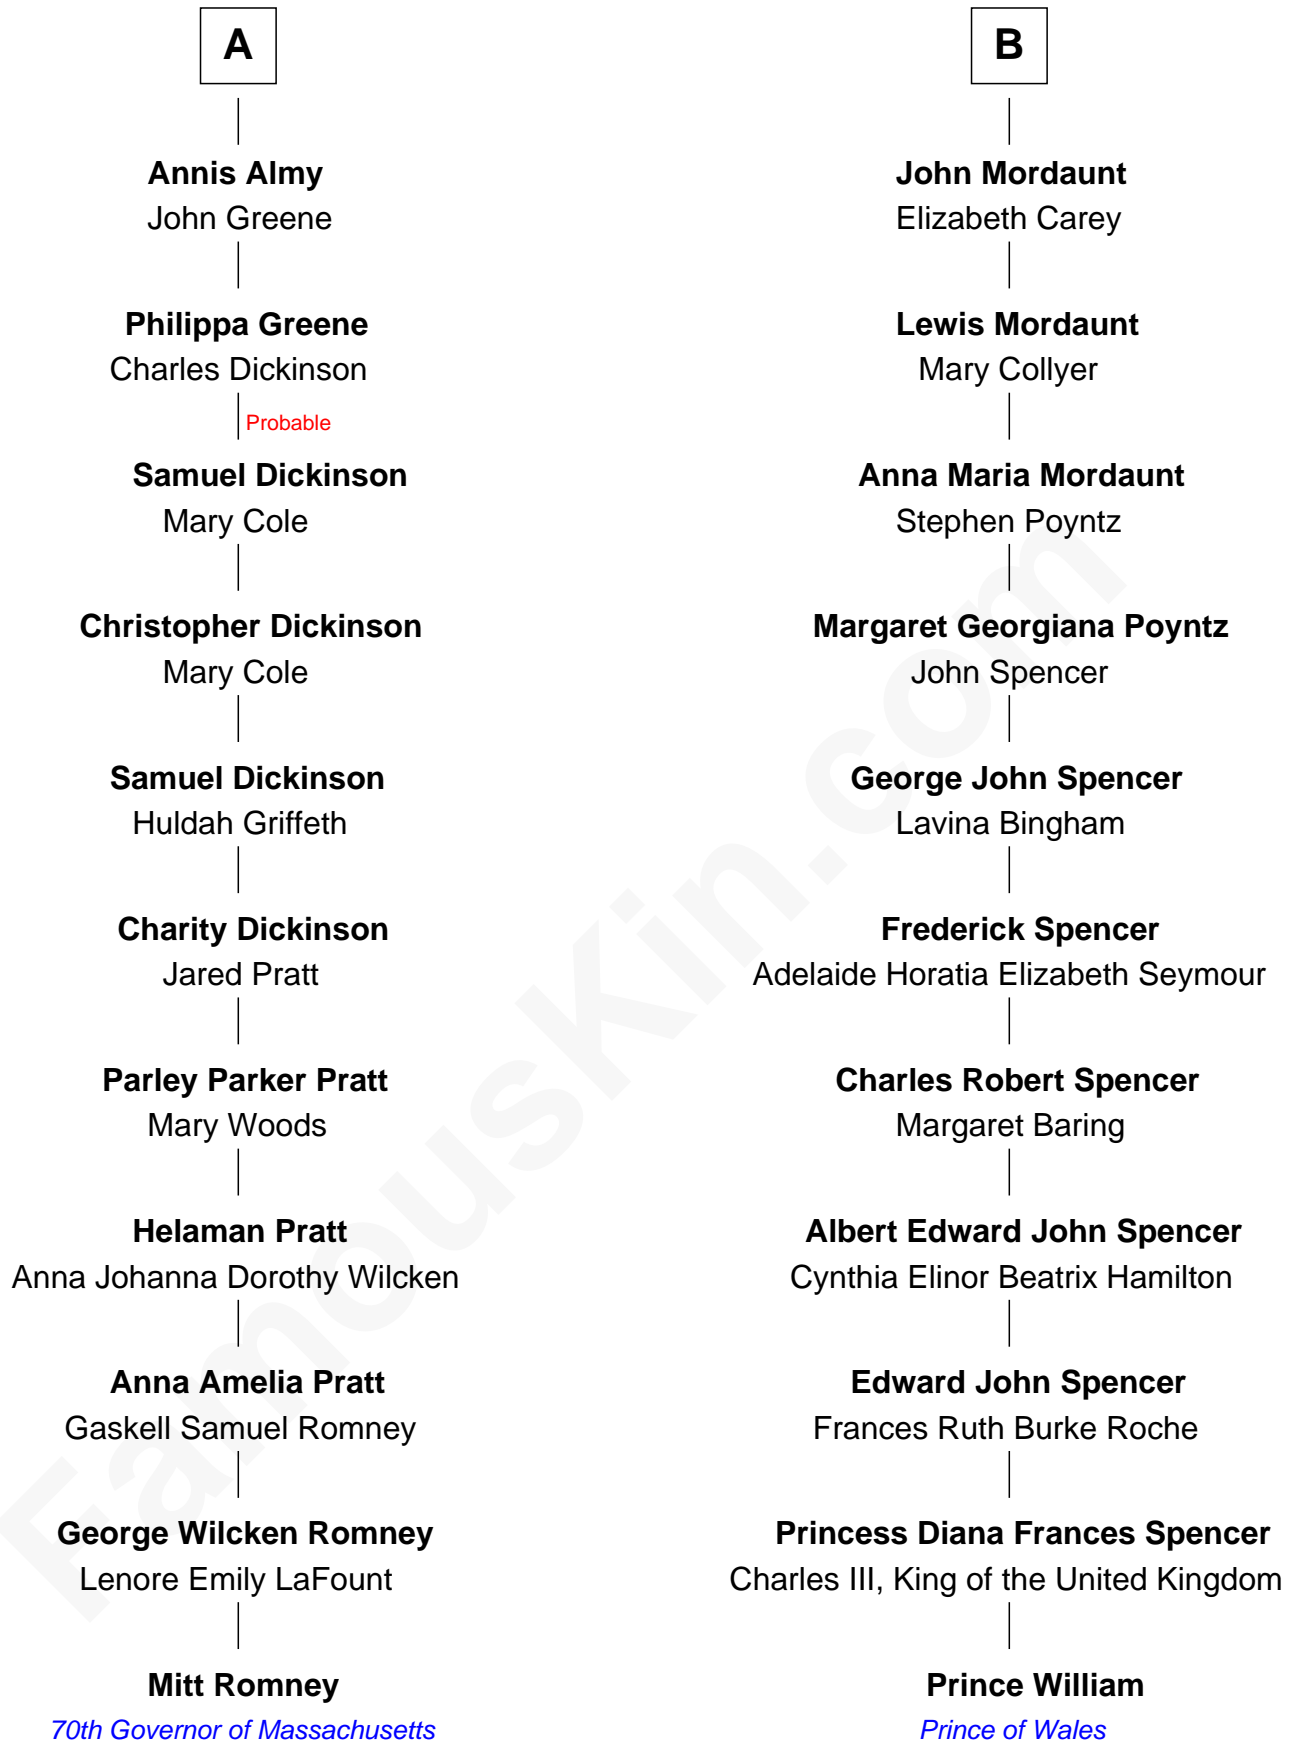 A
B
Annis Almy
John Greene
John Mordaunt
Elizabeth Carey
Philippa Greene
Charles Dickinson
Lewis Mordaunt
Mary Collyer
Probable
Samuel Dickinson
Mary Cole
Anna Maria Mordaunt
Stephen Poyntz
Christopher Dickinson
Mary Cole
Margaret Georgiana Poyntz
John Spencer
Samuel Dickinson
Huldah Griffeth
George John Spencer
Lavina Bingham
Charity Dickinson
Jared Pratt
Frederick Spencer
Adelaide Horatia Elizabeth Seymour
Parley Parker Pratt
Mary Woods
Charles Robert Spencer
Margaret Baring
Helaman Pratt
Anna Johanna Dorothy Wilcken
Albert Edward John Spencer
Cynthia Elinor Beatrix Hamilton
Anna Amelia Pratt
Gaskell Samuel Romney
Edward John Spencer
Frances Ruth Burke Roche
George Wilcken Romney
Lenore Emily LaFount
Princess Diana Frances Spencer
Charles III, King of the United Kingdom
Mitt Romney
70th Governor of Massachusetts
Prince William
Prince of Wales
FamousKin.com